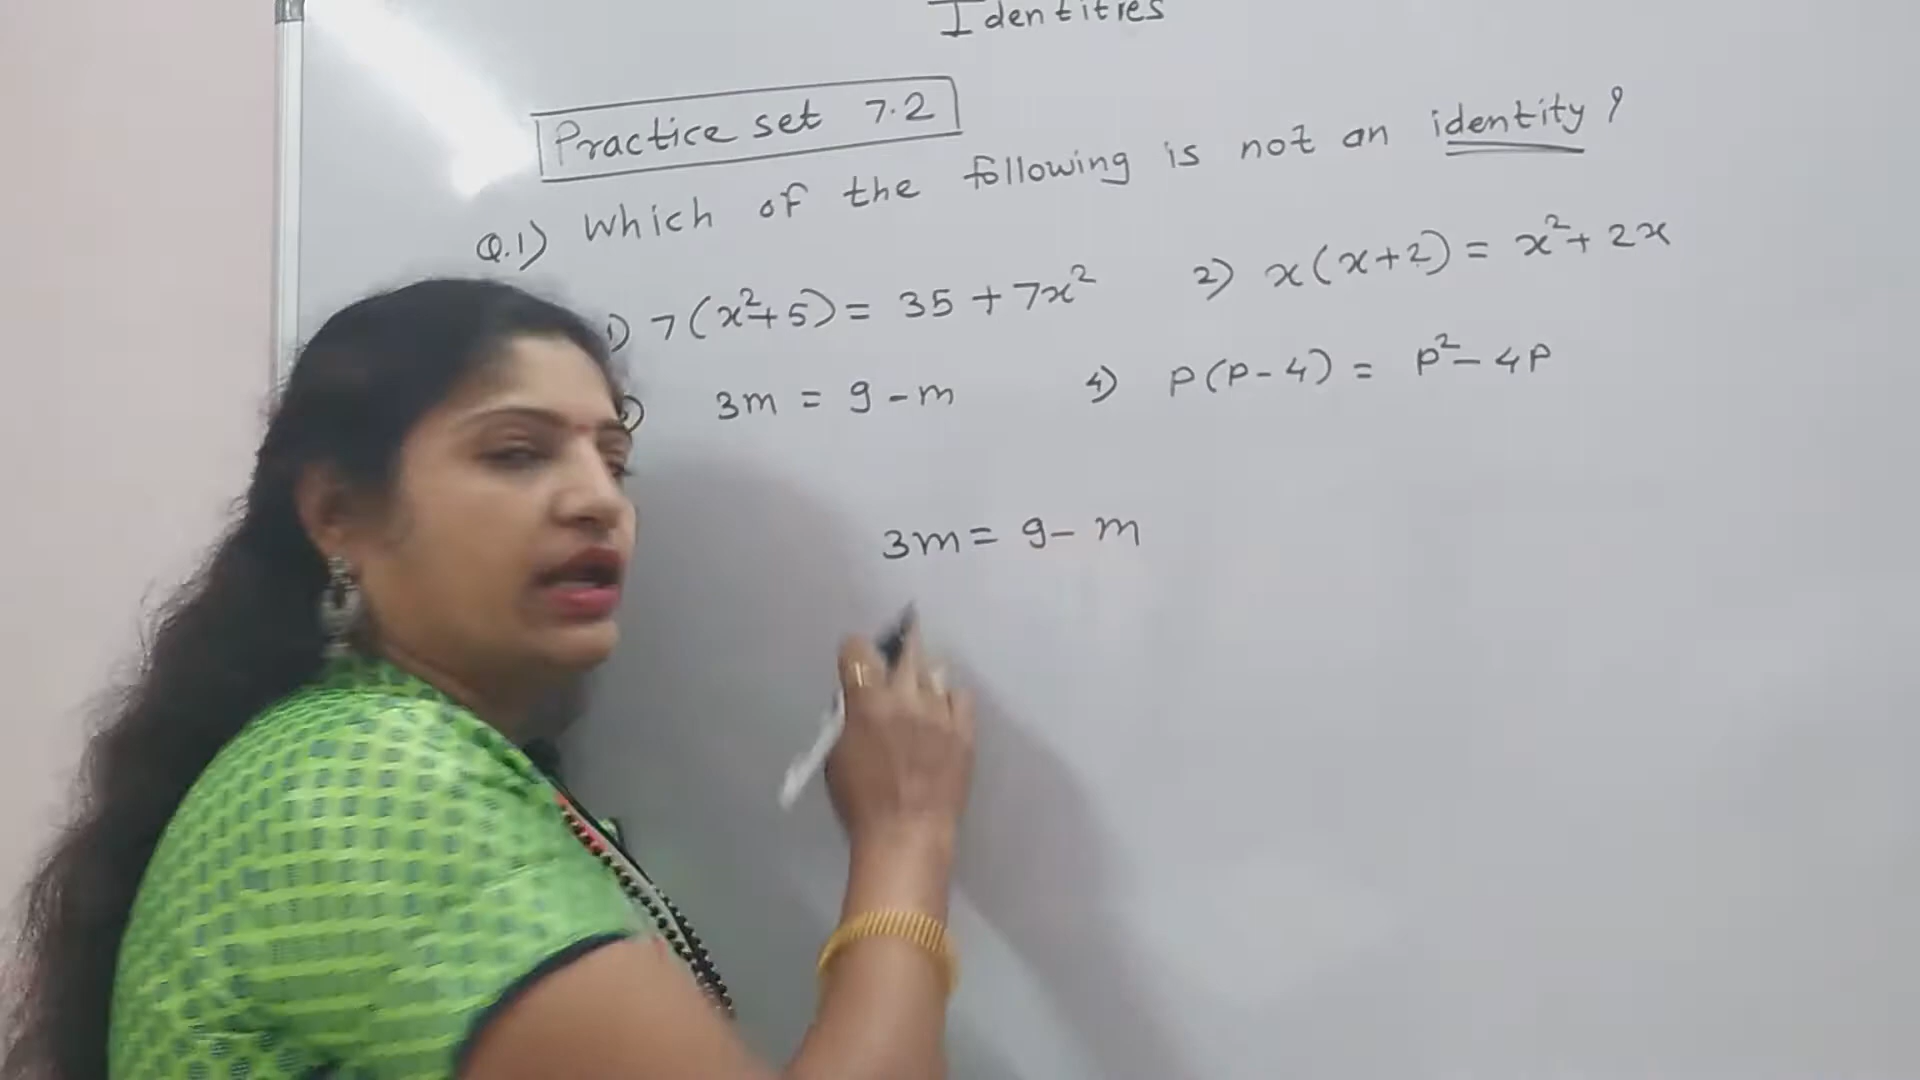 Identities
Practice set 7.2
Q.1) Which of the following is not an identity?
1) 7(x²+5) = 35 + 7x² 2) x(x+2) = x² + 2x
3m = 9 - m 4) P(P-4) = P² - 4P
3m = 9 - m